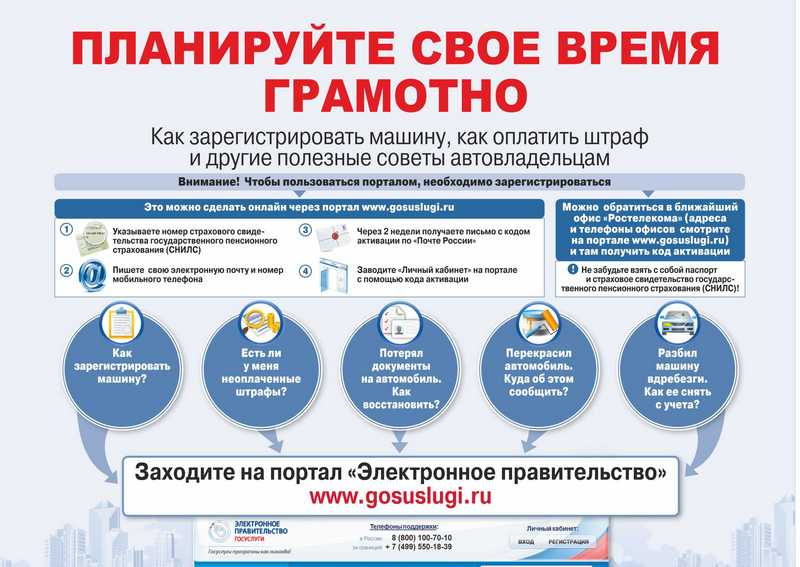 ПЛАНИРУЙТЕ СВОЕ ВРЕМЯ
ГРАМОТНО
Как зарегистрировать машину, как оплатить штраф
и другие полезные советы автовладельцам
Внимание! Чтобы пользоваться порталом, необходимо зарегистрироваться
Это можно сделать онлайн через портал www.gosuslugi.ru
1
Указываете номер страхового свиде-
тельства государственного пенсионного
страхования (СНИЛС)
2
Пишете свою электронную почту и номер
мобильного телефона
3
Через 2 недели получаете письмо с кодом
активации по «Почте России»
4
Заводите «Личный кабинет» на портале
с помощью кода активации
Можно обратиться в ближайший
офис «Ростелекома» (адреса
и телефоны офисов смотрите
на портале www.gosuslugi.ru)
и там получить код активации
! Не забудьте взять с собой паспорт
и страховое свидетельство государс-
твенного пенсионного страхования (СНИЛС)!
Как
зарегистрировать
машину?
Есть ли
у меня
неоплаченные
штрафы?
Потерял
документы
на автомобиль.
Как
восстановить?
Перекрасил
автомобиль.
Куда об этом
сообщить?
Разбил
машину
вдребезги.
Как ее снять
с учета?
Заходите на портал «Электронное правительство»
www.gosuslugi.ru
ЭЛЕКТРОННОЕ
ПРАВИТЕЛЬСТВО
ГОСУСЛУГИ
Телефоны поддержки:
в России 8 (800) 100-70-10
за границей + 7 (499) 550-18-39
Личный кабинет:
ВХОД РЕГИСТРАЦИЯ